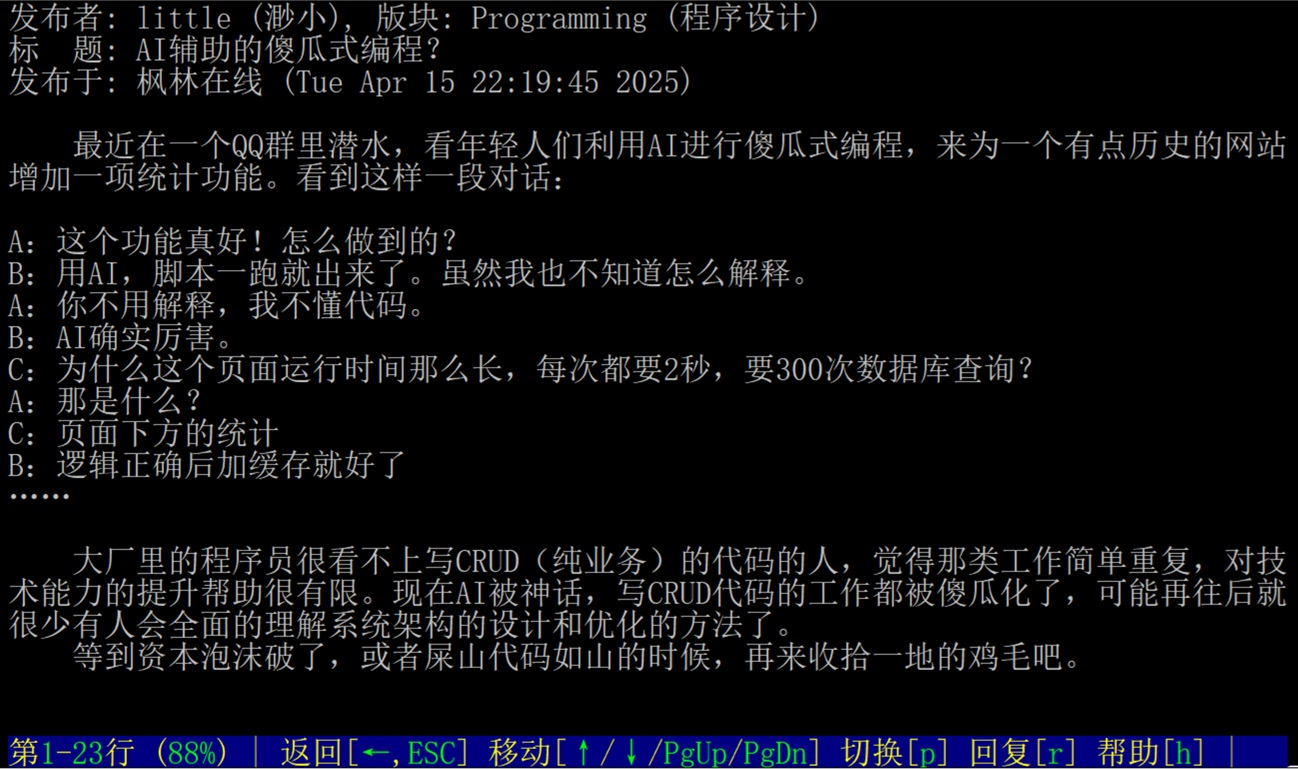 发布者: little (渺小), 版块: Programming (程序设计)
标　题: AI辅助的傻瓜式编程？
发布于: 枫林在线 (Tue Apr 15 22:19:45 2025)
最近在一个QQ群里潜水，看年轻人们利用AI进行傻瓜式编程，来为一个有点历史的网站
增加一项统计功能。看到这样一段对话：
A：这个功能真好！怎么做到的？
B：用AI，脚本一跑就出来了。虽然我也不知道怎么解释。
A：你不用解释，我不懂代码。
B：AI确实厉害。
C：为什么这个页面运行时间那么长，每次都要2秒，要300次数据库查询？
A：那是什么？
C：页面下方的统计
B：逻辑正确后加缓存就好了
……
大厂里的程序员很看不上写CRUD（纯业务）的代码的人，觉得那类工作简单重复，对技
术能力的提升帮助很有限。现在AI被神话，写CRUD代码的工作都被傻瓜化了，可能再往后就
很少有人会全面的理解系统架构的设计和优化的方法了。
等到资本泡沫破了，或者屎山代码如山的时候，再来收拾一地的鸡毛吧。
第1-23行 (88%) | 返回[←,ESC] 移动[↑/↓/PgUp/PgDn] 切换[p] 回复[r] 帮助[h] |